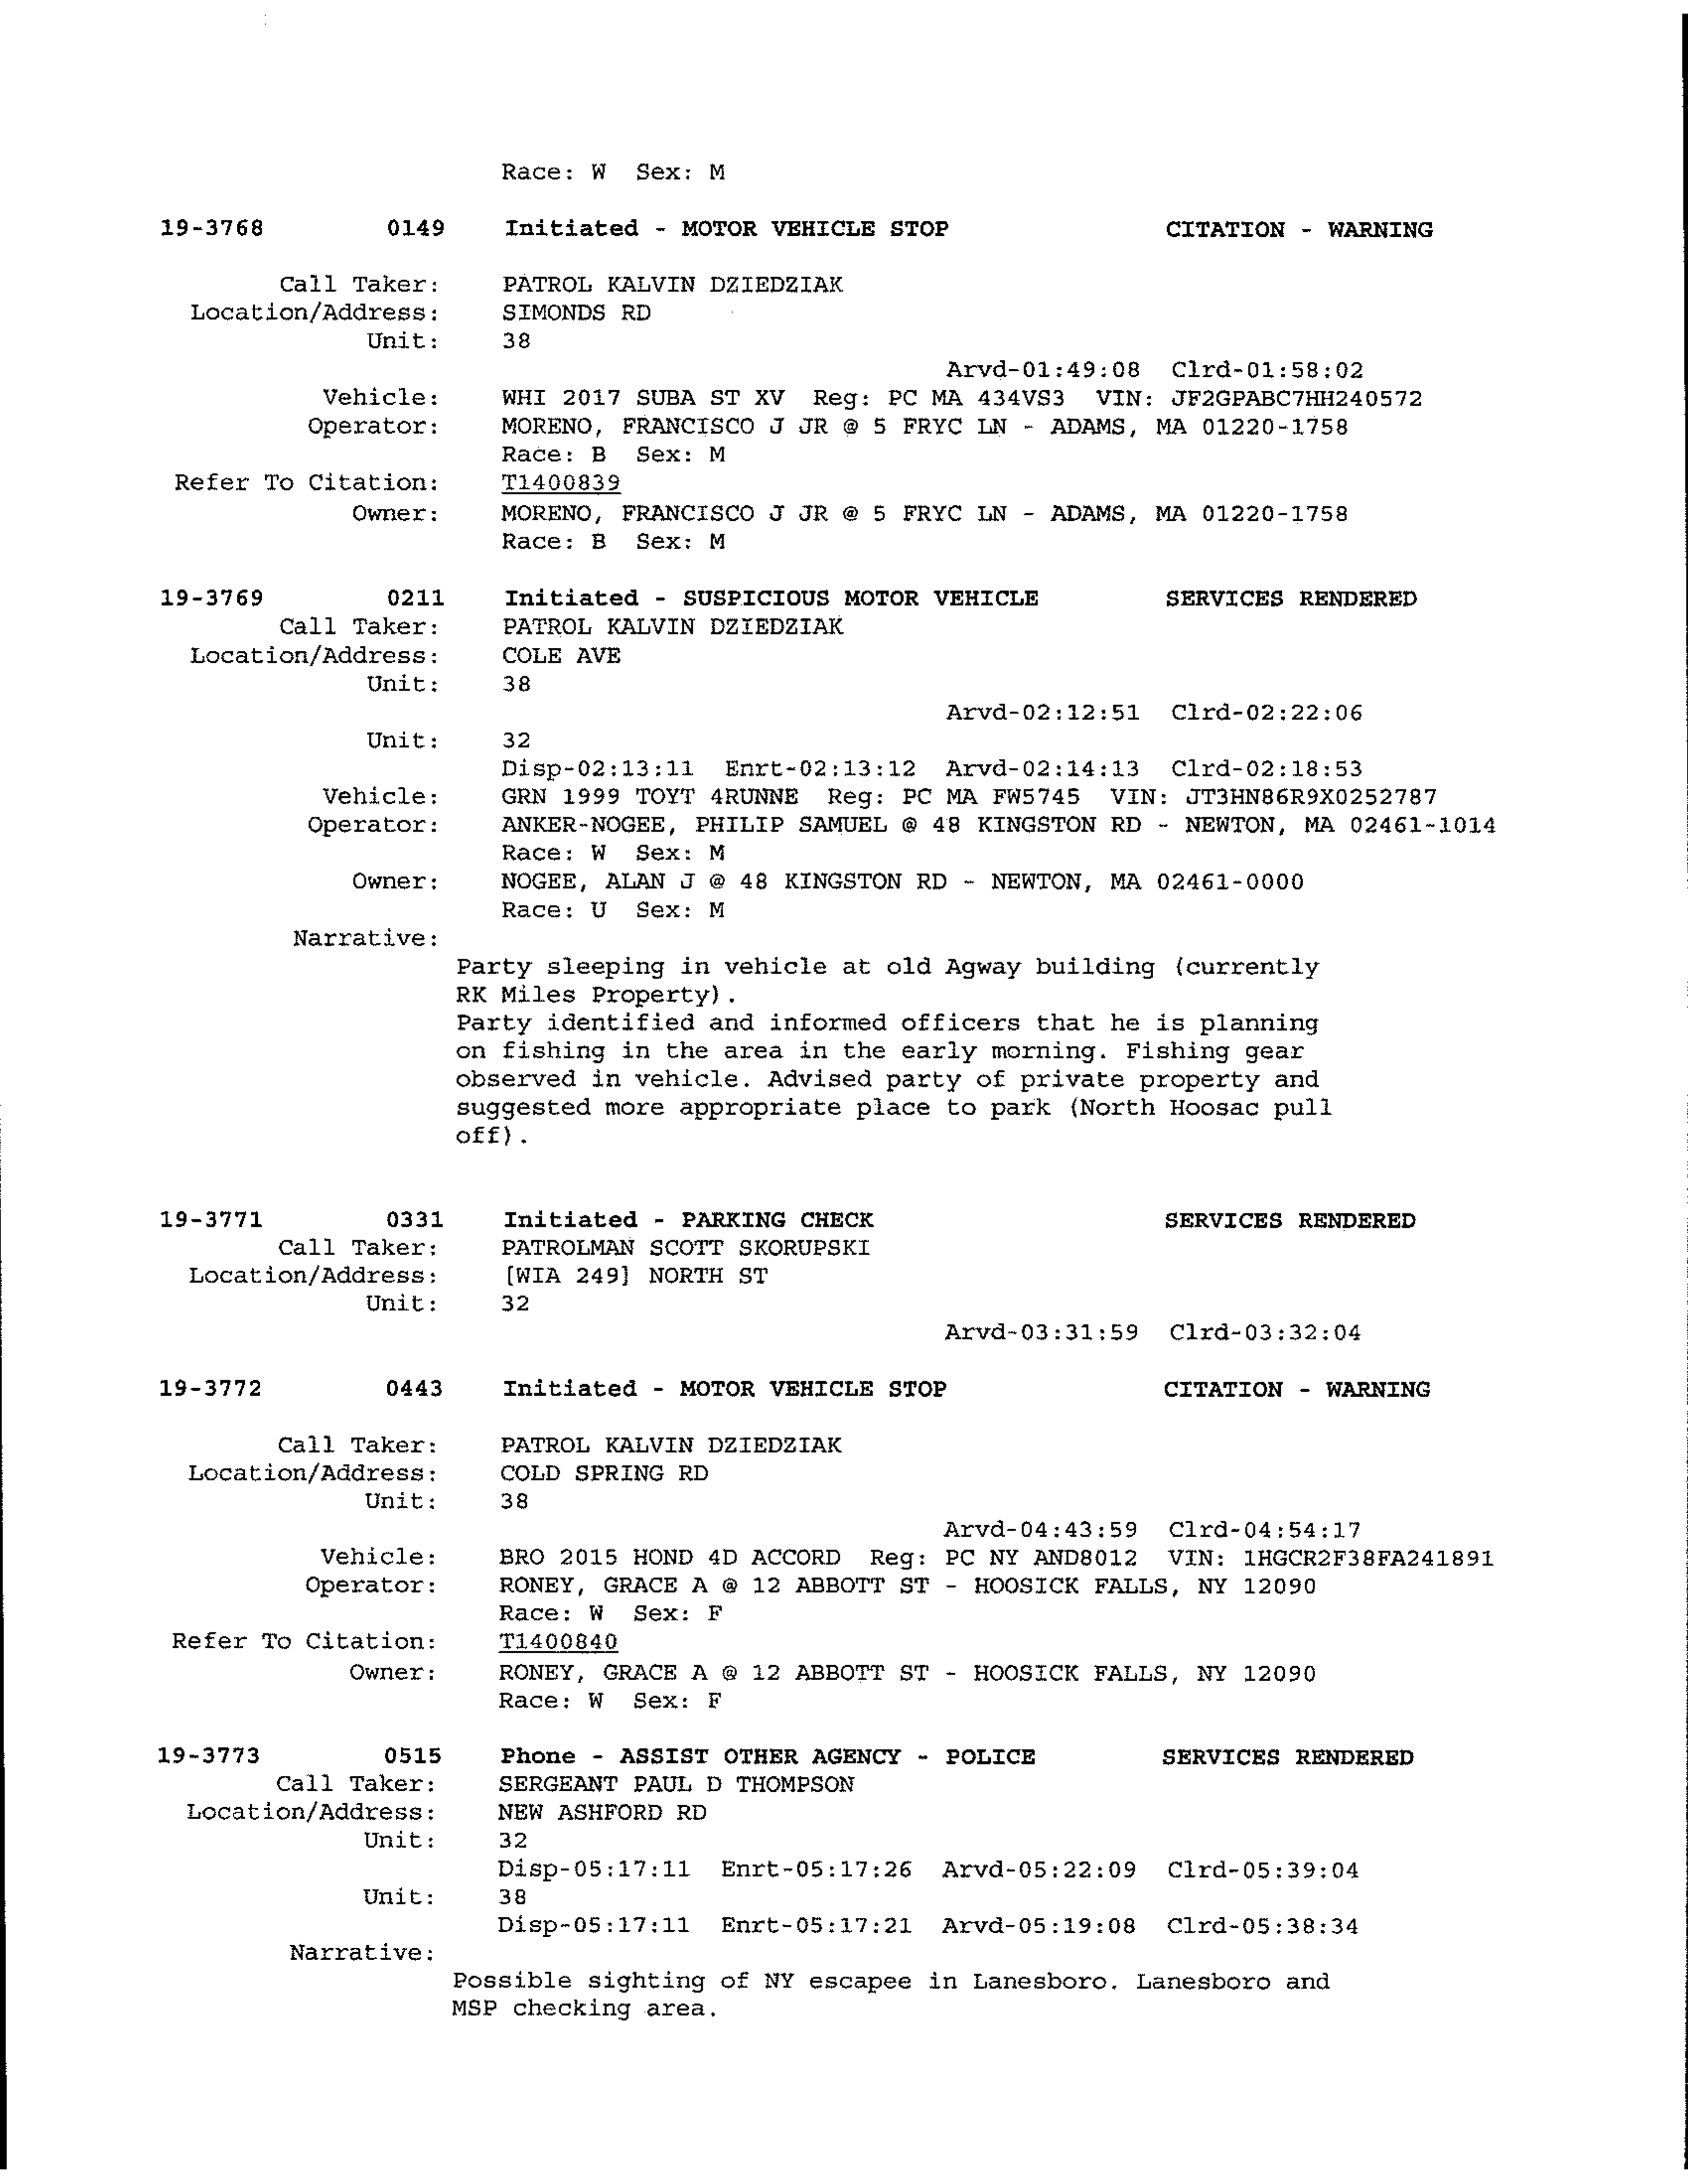 Race: W Sex: M
19-3768 0149 Initiated - MOTOR VEHICLE STOP CITATION - WARNING
Call Taker: PATROL KALVIN DZIEDZIAK
Location/Address: SIMONDS RD
Unit: 38
Arvd-01:49:08 Clrd-01:58:02
Vehicle: WHI 2017 SUBA ST XV Reg: PC MA 434VS3 VIN: JF2GPABC7HH240572
Operator: MORENO, FRANCISCO J JR @ 5 FRYC LN - ADAMS, MA 01220-1758
Race: B Sex: M
Refer To Citation: T1400839
Owner: MORENO, FRANCISCO J JR @ 5 FRYC LN - ADAMS, MA 01220-1758
Race: B Sex: M
19-3769 0211 Initiated - SUSPICIOUS MOTOR VEHICLE SERVICES RENDERED
Call Taker: PATROL KALVIN DZIEDZIAK
Location/Address: COLE AVE
Unit: 38
Arvd-02:12:51 Clrd-02:22:06
Unit: 32
Disp-02:13:11 Enrt-02:13:12 Arvd-02:14:13 Clrd-02:18:53
Vehicle: GRN 1999 TOYT 4RUNNE Reg: PC MA FW5745 VIN: JT3HN86R9X0252787
Operator: ANKER-NOGEE, PHILIP SAMUEL @ 48 KINGSTON RD - NEWTON, MA 02461-1014
Race: W Sex: M
Owner: NOGEE, ALAN J @ 48 KINGSTON RD - NEWTON, MA 02461-0000
Race: U Sex: M
Narrative:
Party sleeping in vehicle at old Agway building (currently
RK Miles Property).
Party identified and informed officers that he is planning
on fishing in the area in the early morning. Fishing gear
observed in vehicle. Advised party of private property and
suggested more appropriate place to park (North Hoosac pull
off).
19-3771 0331 Initiated - PARKING CHECK SERVICES RENDERED
Call Taker: PATROLMAN SCOTT SKORUPSKI
Location/Address: [WIA 249] NORTH ST
Unit: 32
Arvd-03:31:59 Clrd-03:32:04
19-3772 0443 Initiated - MOTOR VEHICLE STOP CITATION - WARNING
Call Taker: PATROL KALVIN DZIEDZIAK
Location/Address: COLD SPRING RD
Unit: 38
Arvd-04:43:59 Clrd-04:54:17
Vehicle: BRO 2015 HOND 4D ACCORD Reg: PC NY AND8012 VIN: 1HGCR2F38FA241891
Operator: RONEY, GRACE A @ 12 ABBOTT ST - HOOSICK FALLS, NY 12090
Race: W Sex: F
Refer To Citation: T1400840
Owner: RONEY, GRACE A @ 12 ABBOTT ST - HOOSICK FALLS, NY 12090
Race: W Sex: F
19-3773 0515 Phone - ASSIST OTHER AGENCY - POLICE SERVICES RENDERED
Call Taker: SERGEANT PAUL D THOMPSON
Location/Address: NEW ASHFORD RD
Unit: 32
Disp-05:17:11 Enrt-05:17:26 Arvd-05:22:09 Clrd-05:39:04
Unit: 38
Disp-05:17:11 Enrt-05:17:21 Arvd-05:19:08 Clrd-05:38:34
Narrative:
Possible sighting of NY escapee in Lanesboro. Lanesboro and
MSP checking area.